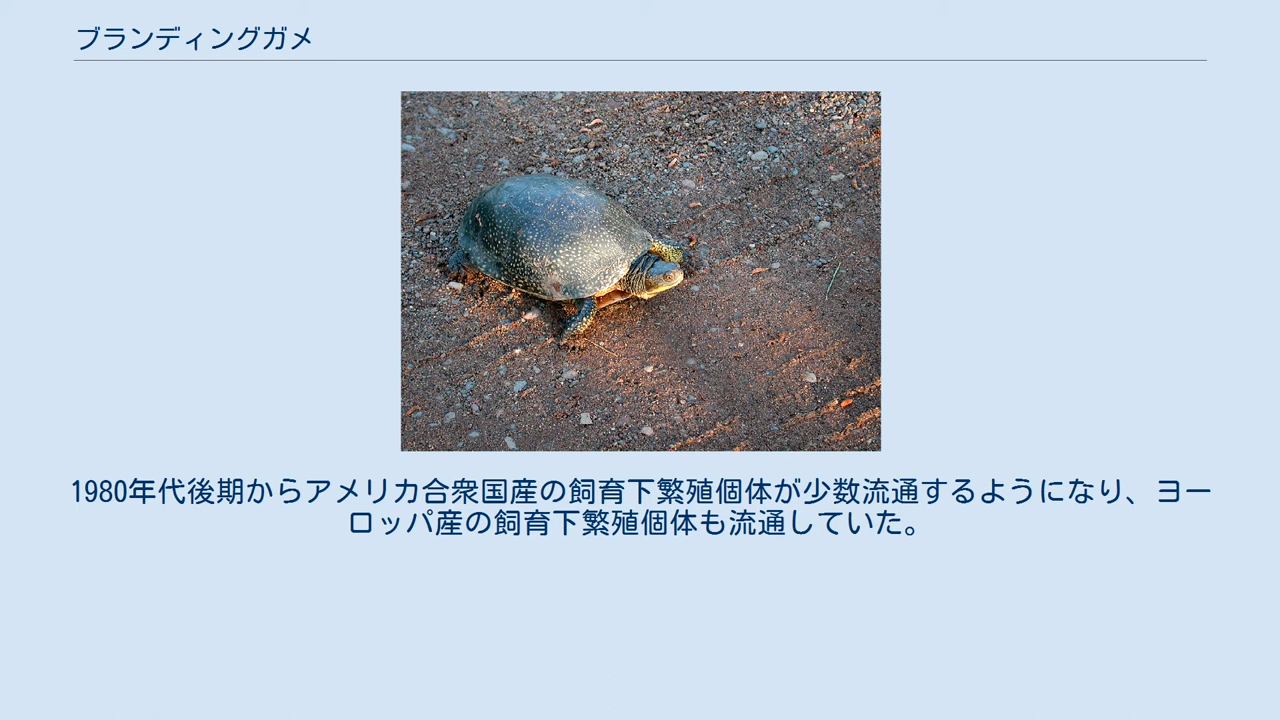 ブランディングガメ
1980年代後期からアメリカ合衆国産の飼育下繁殖個体が少数流通するようになり、ヨー
ロッパ産の飼育下繁殖個体も流通していた。